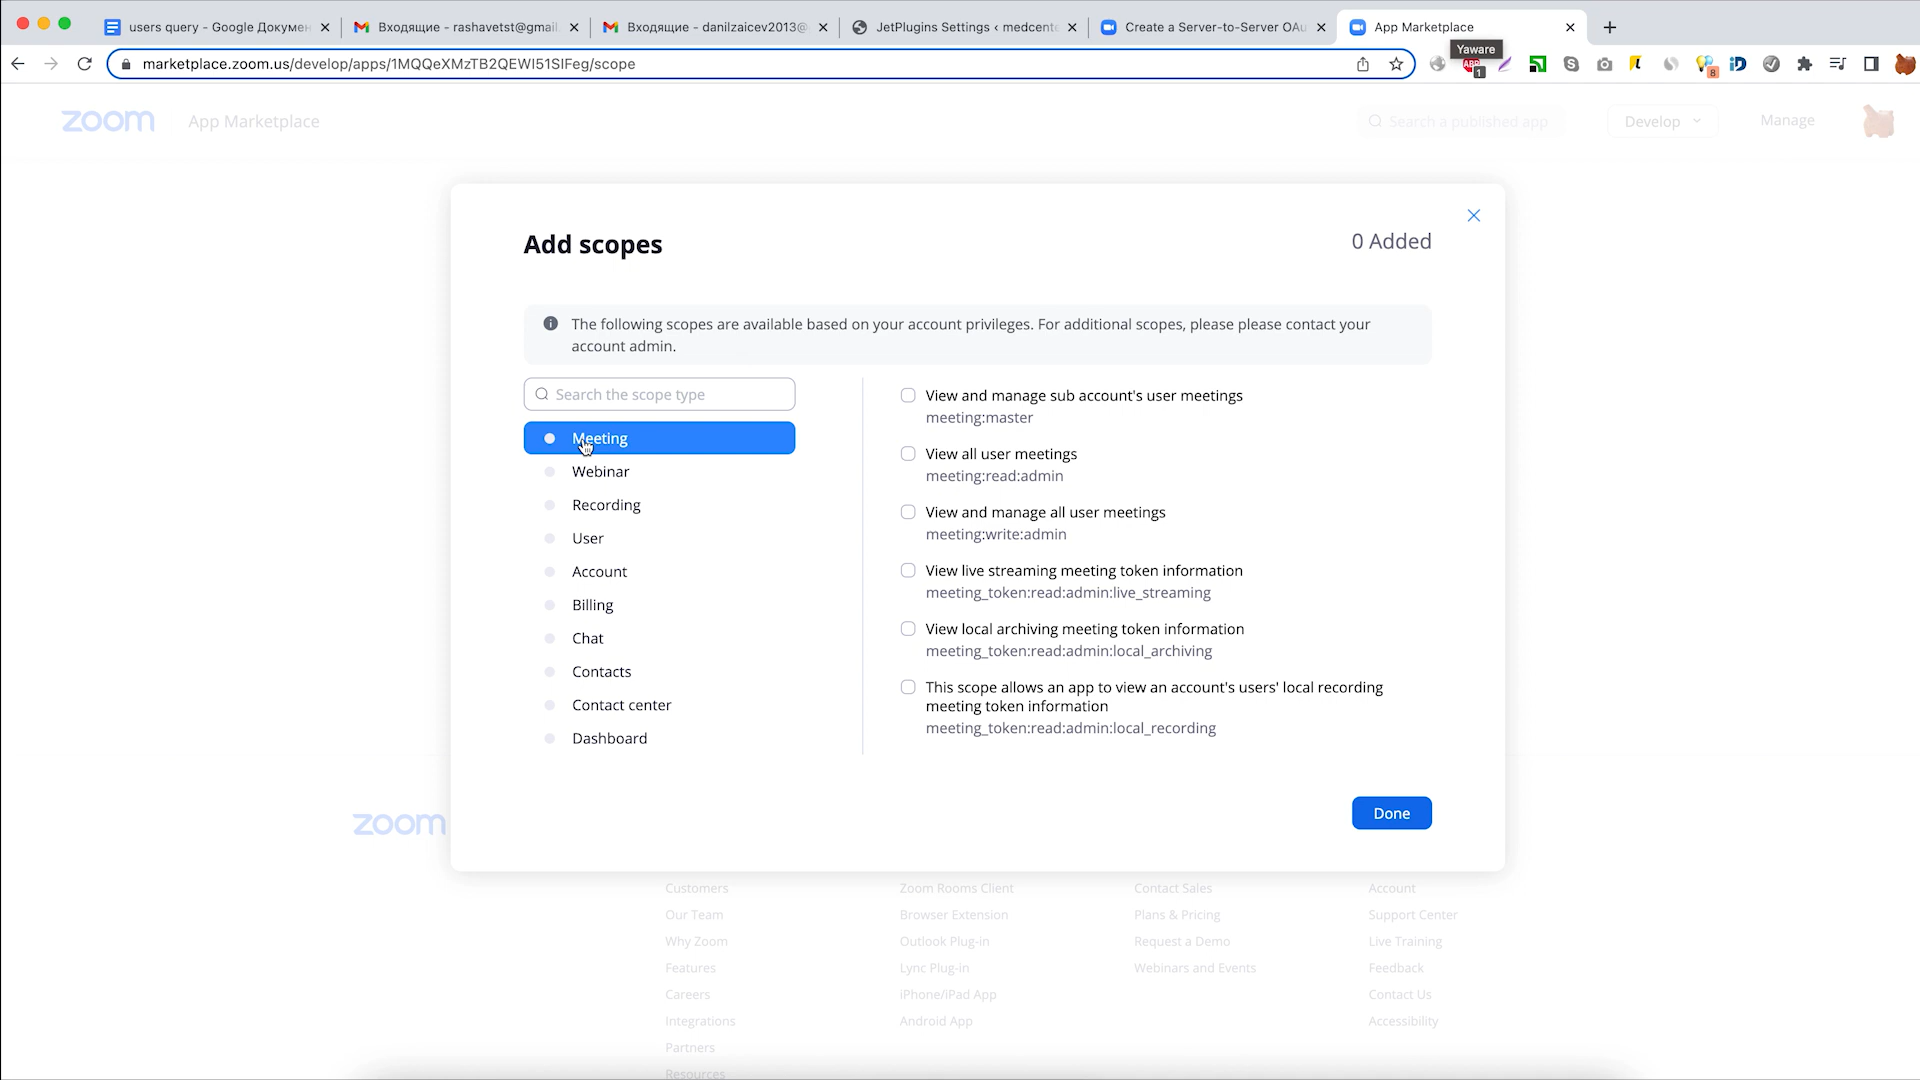 users query - Google Докумен
Входящие - rashavetst@gmail.
Входящие - danilzaicev2013@
JetPlugins Settings ‹ medcente
Create a Server-to-Server OAu
App Marketplace
Yaware
marketplace.zoom.us/develop/apps/1MQQeXMzTB2QEWI51SIFeg/scope
ABP
1
8
zoom
App Marketplace
Search a published app
Develop
Manage
Add scopes
0 Added
The following scopes are available based on your account privileges. For additional scopes, please please contact your
account admin.
Search the scope type
Meeting
Webinar
Recording
User
Account
Billing
Chat
Contacts
Contact center
Dashboard
View and manage sub account's user meetings
meeting:master
View all user meetings
meeting:read:admin
View and manage all user meetings
meeting:write:admin
View live streaming meeting token information
meeting_token:read:admin:live_streaming
View local archiving meeting token information
meeting_token:read:admin:local_archiving
This scope allows an app to view an account's users' local recording
meeting token information
meeting_token:read:admin:local_recording
Done
zoom
Customers
Our Team
Why Zoom
Features
Careers
Integrations
Partners
Resources
Zoom Rooms Client
Browser Extension
Outlook Plug-in
Lync Plug-in
iPhone/iPad App
Android App
Contact Sales
Plans & Pricing
Request a Demo
Webinars and Events
Account
Support Center
Live Training
Feedback
Contact Us
Accessibility